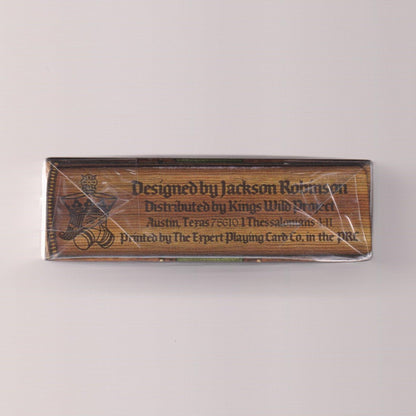 Designed by Jackson Robinson
Distributed by Kings Wild Project
Austin, Texas 78610 1 Thessalonians 5:11
Printed by The Expert Playing Card Co. in the PRC